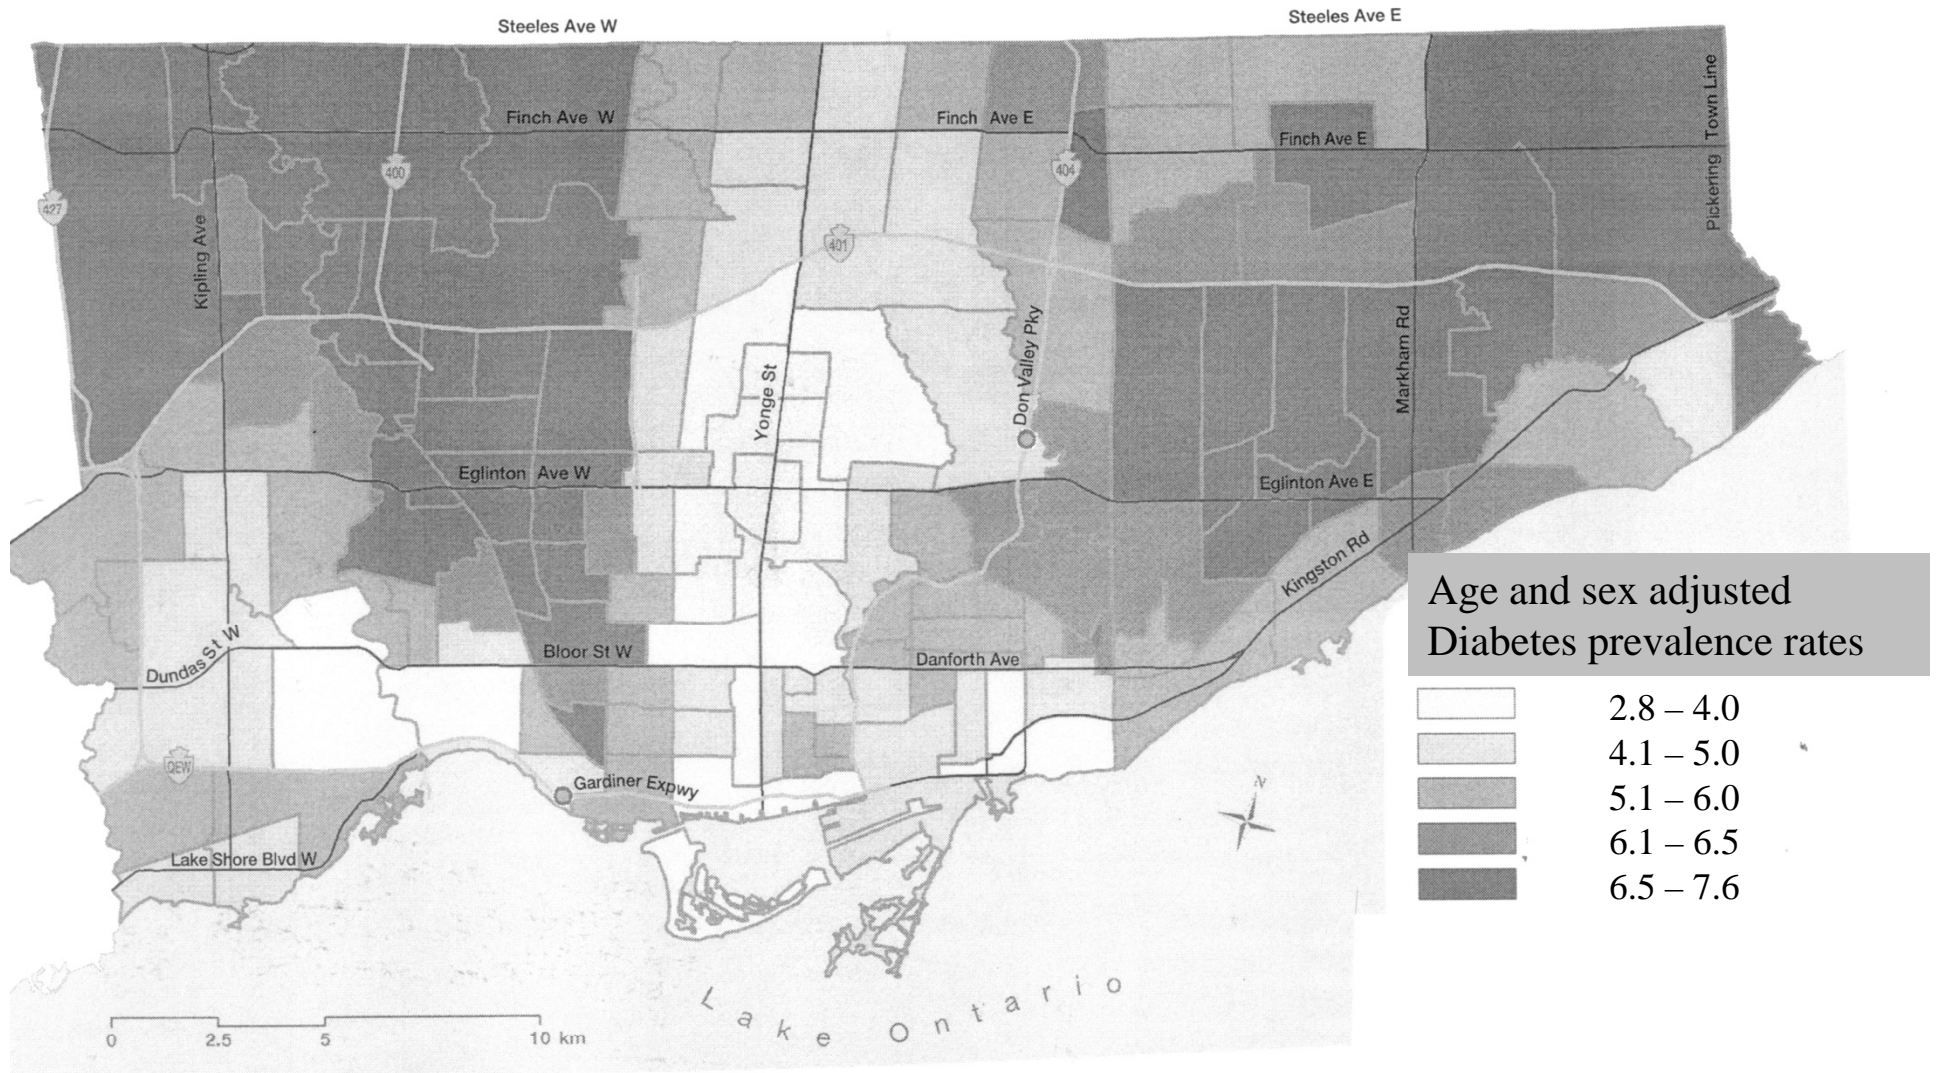 Steeles Ave W
Steeles Ave E
Finch Ave W
Finch Ave E
Finch Ave E
Pickering Town Line
400
404
427
401
Kipling Ave
Markham Rd
Don Valley Pky
Yonge St
Eglinton Ave W
Eglinton Ave E
Kingston Rd
Dundas St W
Bloor St W
Danforth Ave
QEW
Gardiner Expwy
Lake Shore Blvd W
N
Lake Ontario
0 2.5 5 10 km
Age and sex adjusted
Diabetes prevalence rates
2.8 – 4.0
4.1 – 5.0
5.1 – 6.0
6.1 – 6.5
6.5 – 7.6